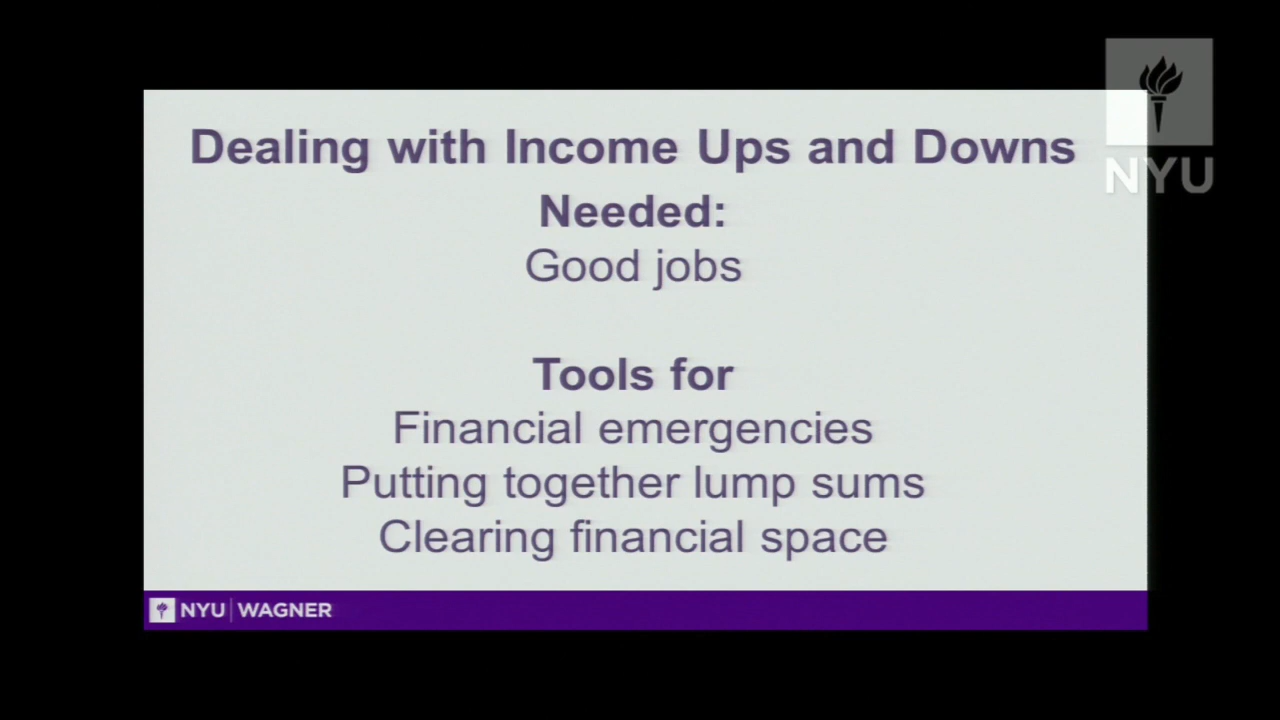 Dealing with Income Ups and Downs
Needed:
Good jobs
Tools for
Financial emergencies
Putting together lump sums
Clearing financial space
NYU WAGNER
NYU